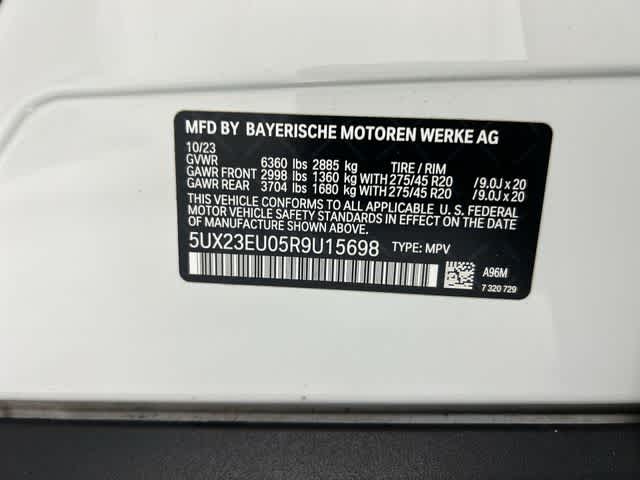 MFD BY BAYERISCHE MOTOREN WERKE AG
10/23
GVWR 6360 lbs 2885 kg TIRE / RIM
GAWR FRONT 2998 lbs 1360 kg WITH 275/45 R20 /9.0J x 20
GAWR REAR 3704 lbs 1680 kg WITH 275/45 R20 /9.0J x 20
THIS VEHICLE CONFORMS TO ALL APPLICABLE U. S. FEDERAL
MOTOR VEHICLE SAFETY STANDARDS IN EFFECT ON THE DATE
OF MANUFACTURE SHOWN ABOVE.
5UX23EU05R9U15698 TYPE: MPV
A96M
7 320 729